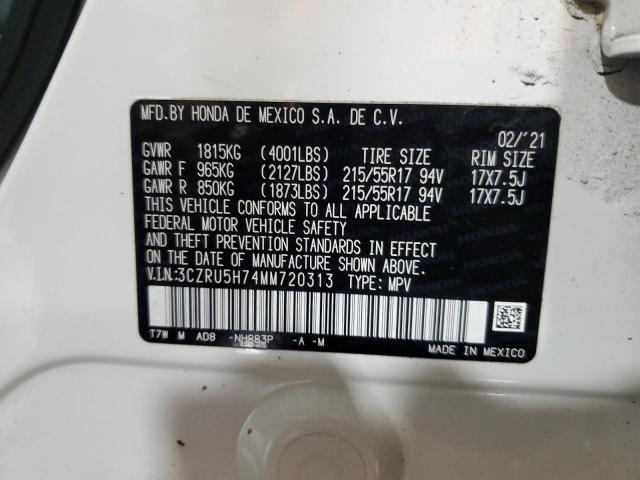 MFD.BY HONDA DE MEXICO S.A. DE C.V.
02/'21
GVWR 1815KG (4001LBS) TIRE SIZE RIM SIZE
GAWR F 965KG (2127LBS) 215/55R17 94V 17X7.5J
GAWR R 850KG (1873LBS) 215/55R17 94V 17X7.5J
THIS VEHICLE CONFORMS TO ALL APPLICABLE
FEDERAL MOTOR VEHICLE SAFETY
AND THEFT PREVENTION STANDARDS IN EFFECT
ON THE DATE OF MANUFACTURE SHOWN ABOVE.
V.I.N:3CZRU5H74MM720313 TYPE: MPV
T7W M AD8 -NH883P -A -M
MADE IN MEXICO